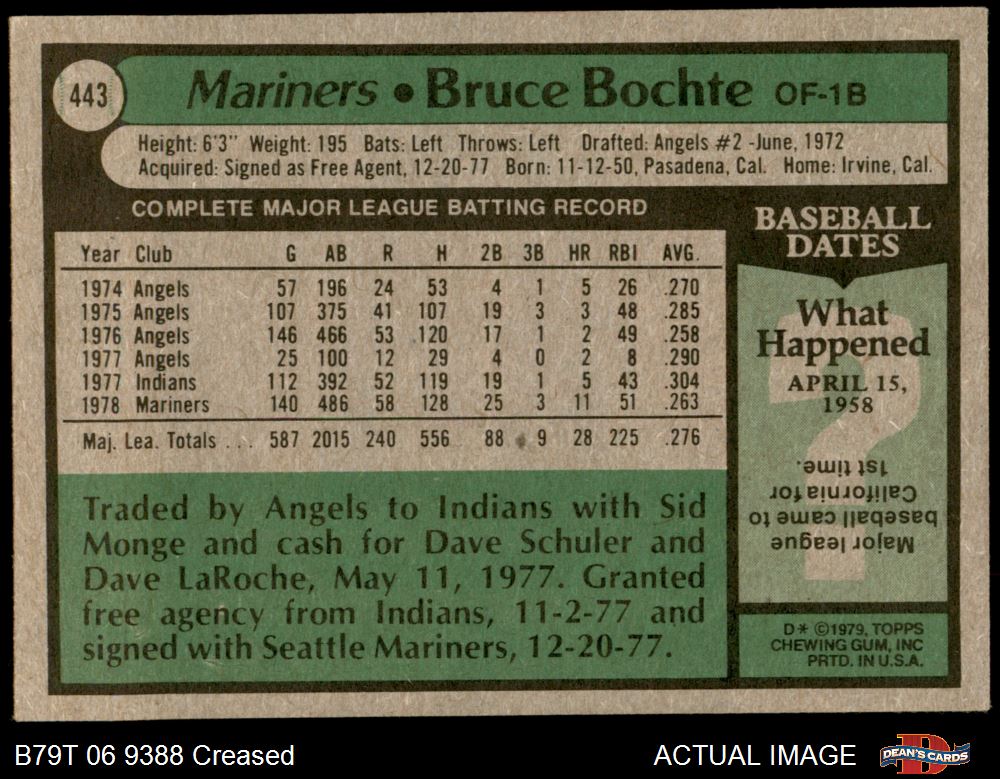 443
Mariners • Bruce Bochte OF-1B
Height: 6'3" Weight: 195 Bats: Left Throws: Left Drafted: Angels #2 -June, 1972
Acquired: Signed as Free Agent, 12-20-77 Born: 11-12-50, Pasadena, Cal. Home: Irvine, Cal.
COMPLETE MAJOR LEAGUE BATTING RECORD
Year Club G AB R H 2B 3B HR RBI AVG.
1974 Angels 57 196 24 53 4 1 5 26 .270
1975 Angels 107 375 41 107 19 3 3 48 .285
1976 Angels 146 466 53 120 17 1 2 49 .258
1977 Angels 25 100 12 29 4 0 2 8 .290
1977 Indians 112 392 52 119 19 1 5 43 .304
1978 Mariners 140 486 58 128 25 3 11 51 .263
Maj. Lea. Totals ... 587 2015 240 556 88 9 28 225 .276
Traded by Angels to Indians with Sid
Monge and cash for Dave Schuler and
Dave LaRoche, May 11, 1977. Granted
free agency from Indians, 11-2-77 and
signed with Seattle Mariners, 12-20-77.
BASEBALL
DATES
What
Happened
APRIL 15,
1958
?
Major league
baseball came to
California for
1st time.
D* ©1979, TOPPS
CHEWING GUM, INC
PRTD. IN U.S.A.
B79T 06 9388 Creased
ACTUAL IMAGE
D
DEAN'S CARDS